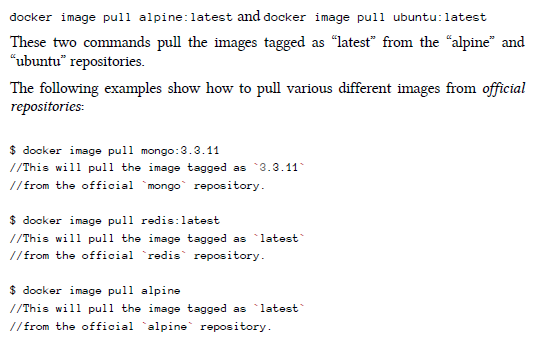 docker image pull alpine:latest and docker image pull ubuntu:latest
These two commands pull the images tagged as “latest” from the “alpine” and
“ubuntu” repositories.
The following examples show how to pull various different images from official
repositories:
$ docker image pull mongo:3.3.11
//This will pull the image tagged as `3.3.11`
//from the official `mongo` repository.
$ docker image pull redis:latest
//This will pull the image tagged as `latest`
//from the official `redis` repository.
$ docker image pull alpine
//This will pull the image tagged as `latest`
//from the official `alpine` repository.